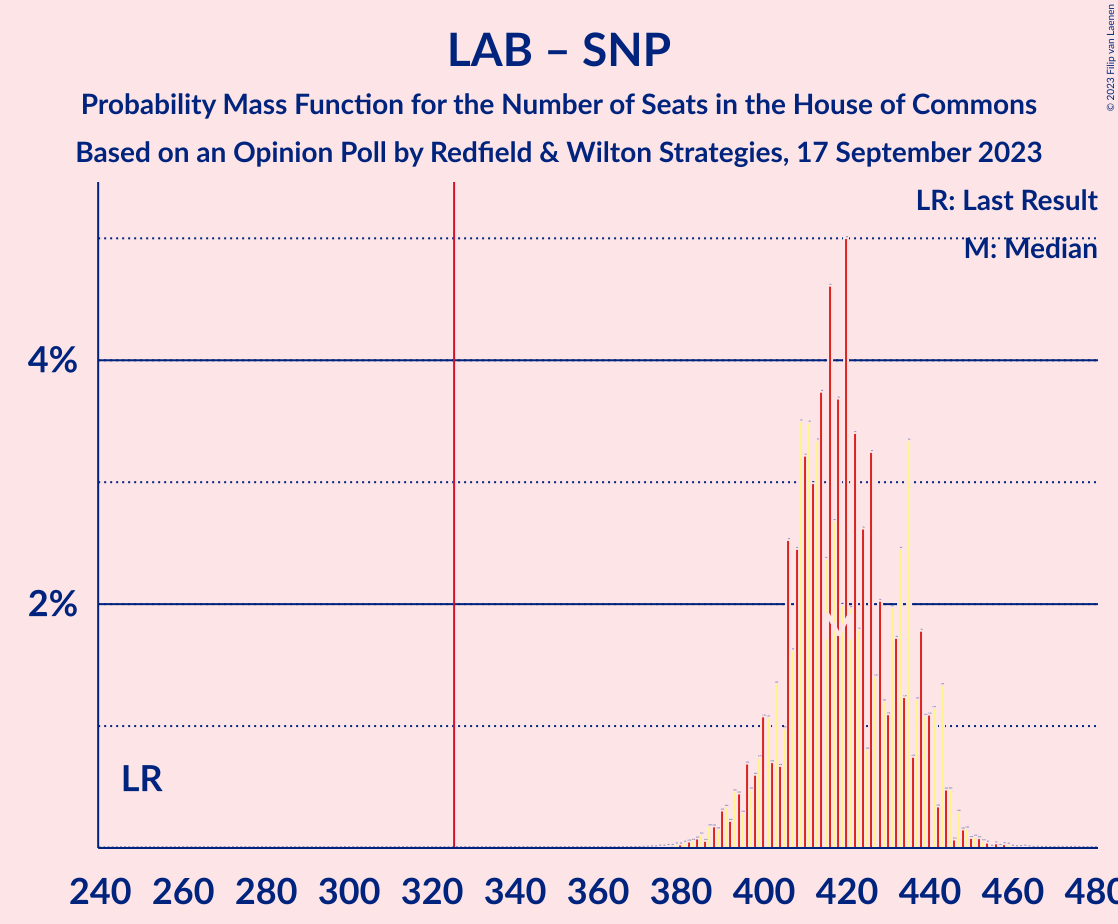 LAB – SNP
Probability Mass Function for the Number of Seats in the House of Commons
Based on an Opinion Poll by Redfield & Wilton Strategies, 17 September 2023
© 2023 Filip van Laenen
LR: Last Result
M: Median
4%
2%
LR
240 260 280 300 320 340 360 380 400 420 440 460 480